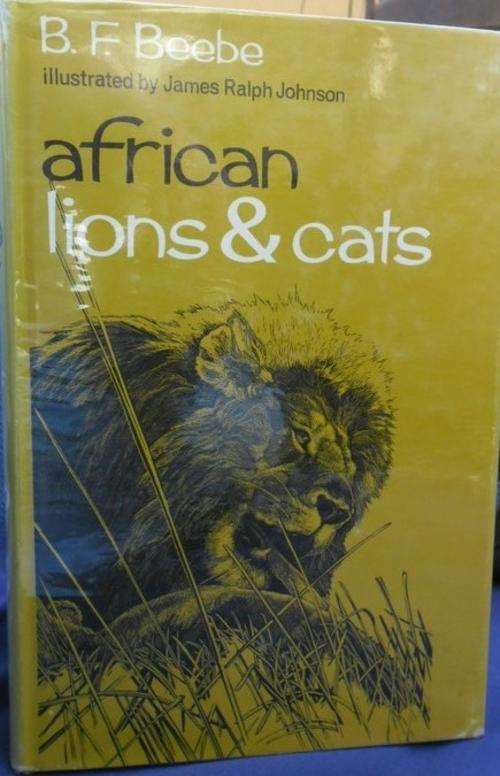 B. F. Beebe
illustrated by James Ralph Johnson
african
lions & cats